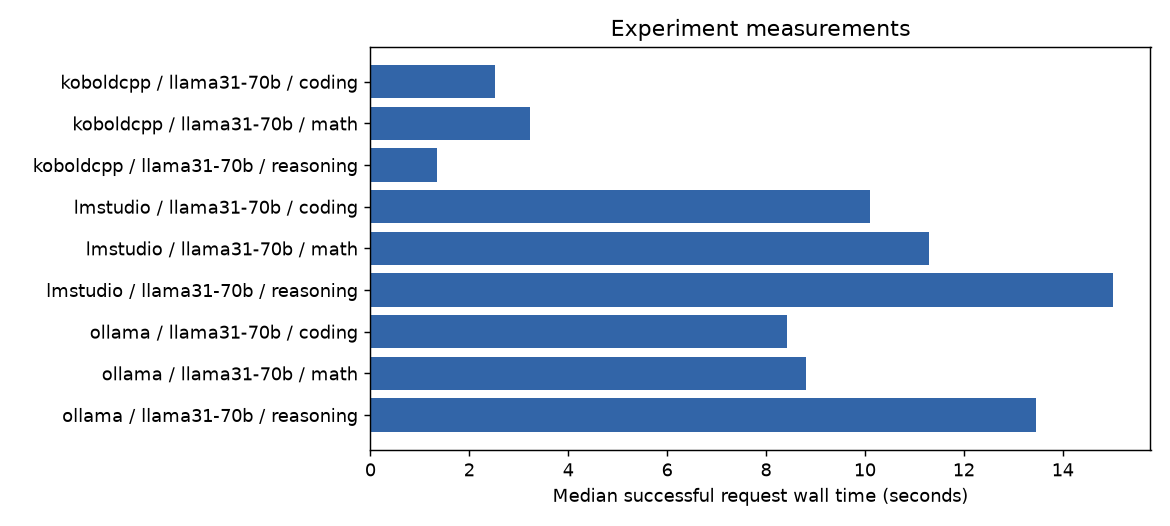 Experiment measurements
koboldcpp / llama31-70b / coding
koboldcpp / llama31-70b / math
koboldcpp / llama31-70b / reasoning
lmstudio / llama31-70b / coding
lmstudio / llama31-70b / math
lmstudio / llama31-70b / reasoning
ollama / llama31-70b / coding
ollama / llama31-70b / math
ollama / llama31-70b / reasoning
0 2 4 6 8 10 12 14
Median successful request wall time (seconds)